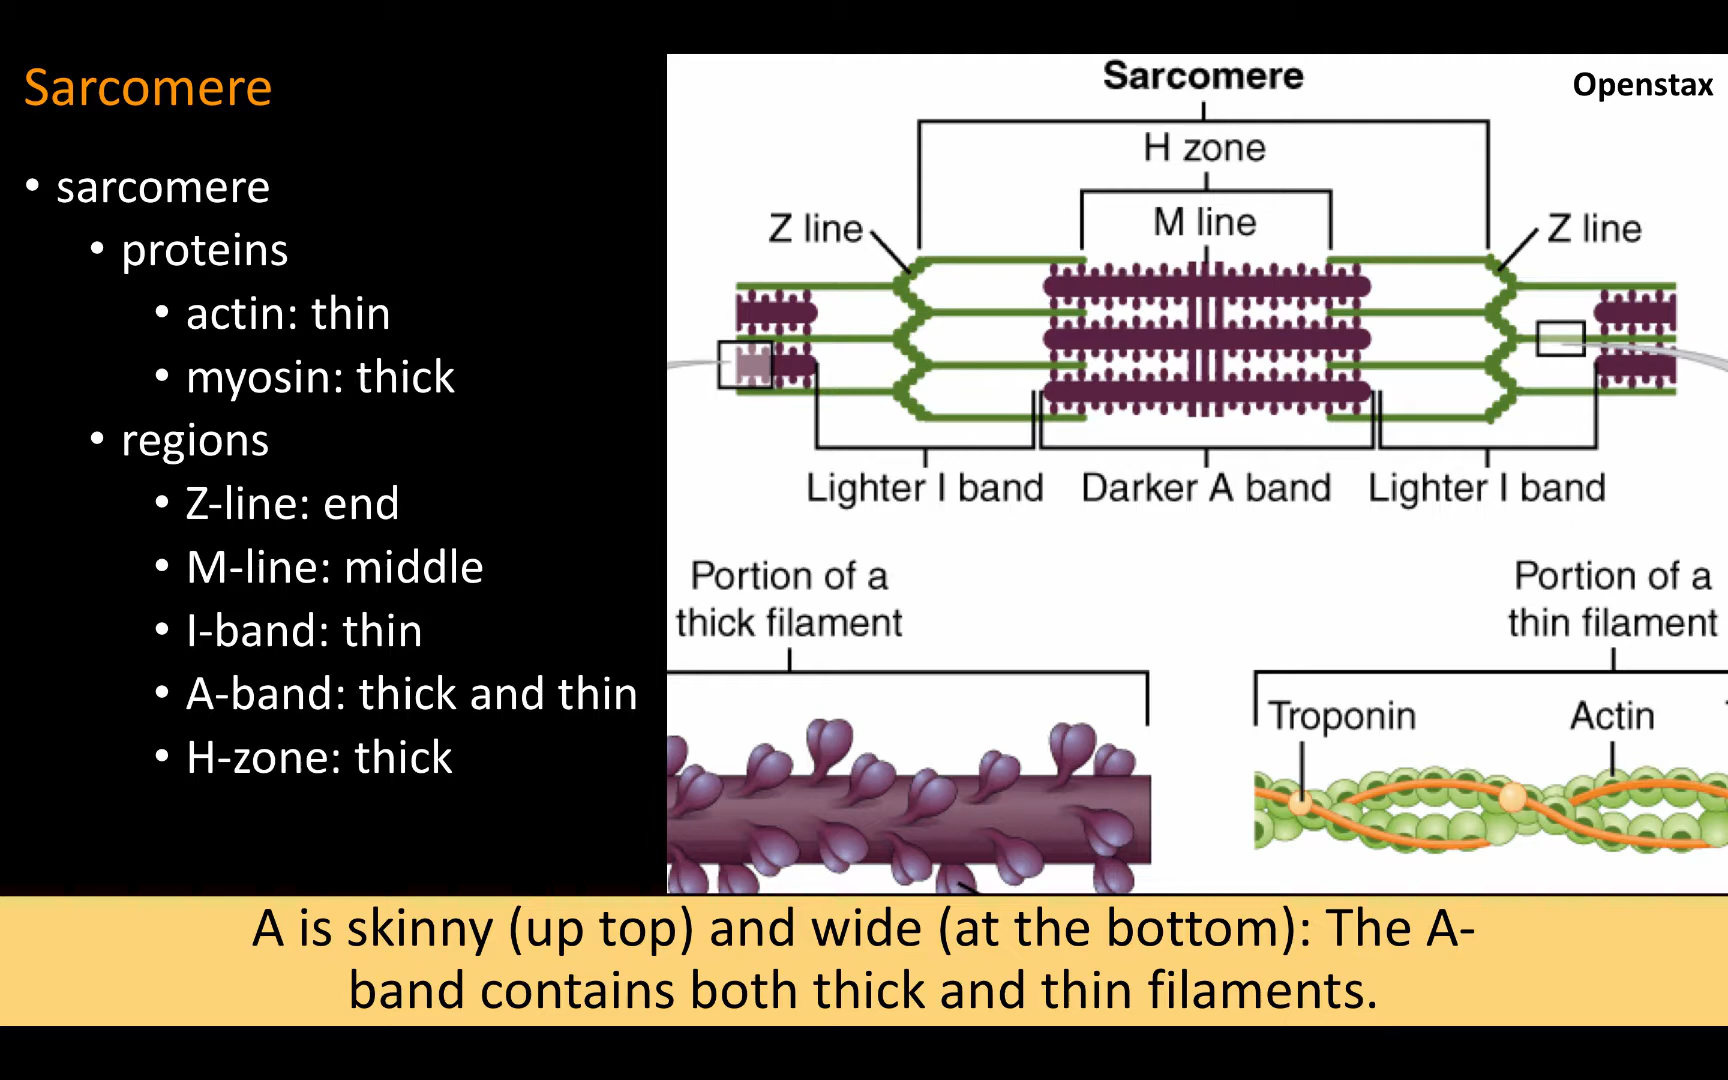 Sarcomere
• sarcomere
• proteins
• actin: thin
• myosin: thick
• regions
• Z-line: end
• M-line: middle
• I-band: thin
• A-band: thick and thin
• H-zone: thick
Sarcomere
Openstax
H zone
Z line
M line
Z line
Lighter I band
Darker A band
Lighter I band
Portion of a
thick filament
Portion of a
thin filament
Troponin
Actin
A is skinny (up top) and wide (at the bottom): The A-
band contains both thick and thin filaments.